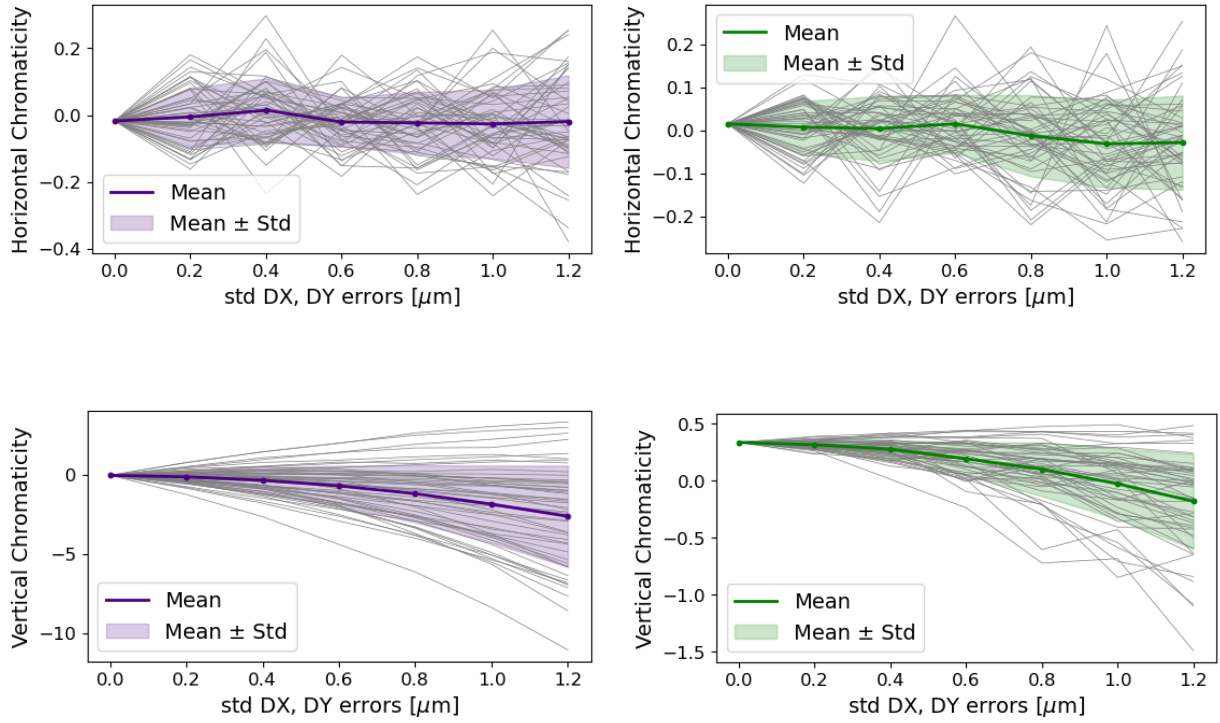 Horizontal Chromaticity
0.2
0.0
−0.2
−0.4
Mean
Mean ± Std
0.0 0.2 0.4 0.6 0.8 1.0 1.2
std DX, DY errors [μm]
Horizontal Chromaticity
0.2
0.1
0.0
−0.1
−0.2
Mean
Mean ± Std
0.0 0.2 0.4 0.6 0.8 1.0 1.2
std DX, DY errors [μm]
Vertical Chromaticity
0
−5
−10
Mean
Mean ± Std
0.0 0.2 0.4 0.6 0.8 1.0 1.2
std DX, DY errors [μm]
Vertical Chromaticity
0.5
0.0
−0.5
−1.0
−1.5
Mean
Mean ± Std
0.0 0.2 0.4 0.6 0.8 1.0 1.2
std DX, DY errors [μm]